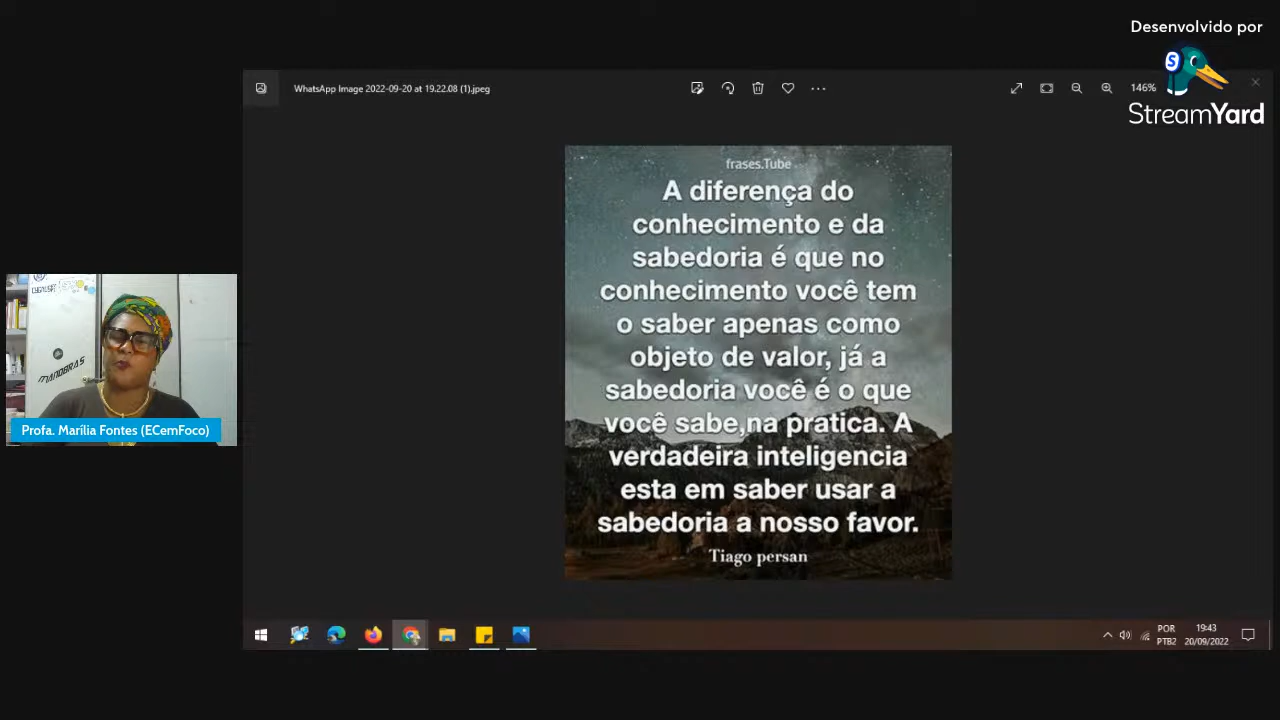 Desenvolvido por
S
StreamYard
WhatsApp Image 2022-09-20 at 19.22.08 (1).jpeg
146%
frases.Tube
A diferença do
conhecimento e da
sabedoria é que no
conhecimento você tem
o saber apenas como
objeto de valor, já a
sabedoria você é o que
você sabe,na pratica. A
verdadeira inteligencia
esta em saber usar a
sabedoria a nosso favor.
Tiago persan
MANOBRAS
Profa. Marília Fontes (ECemFoco)
POR
PTB2
19:43
20/09/2022